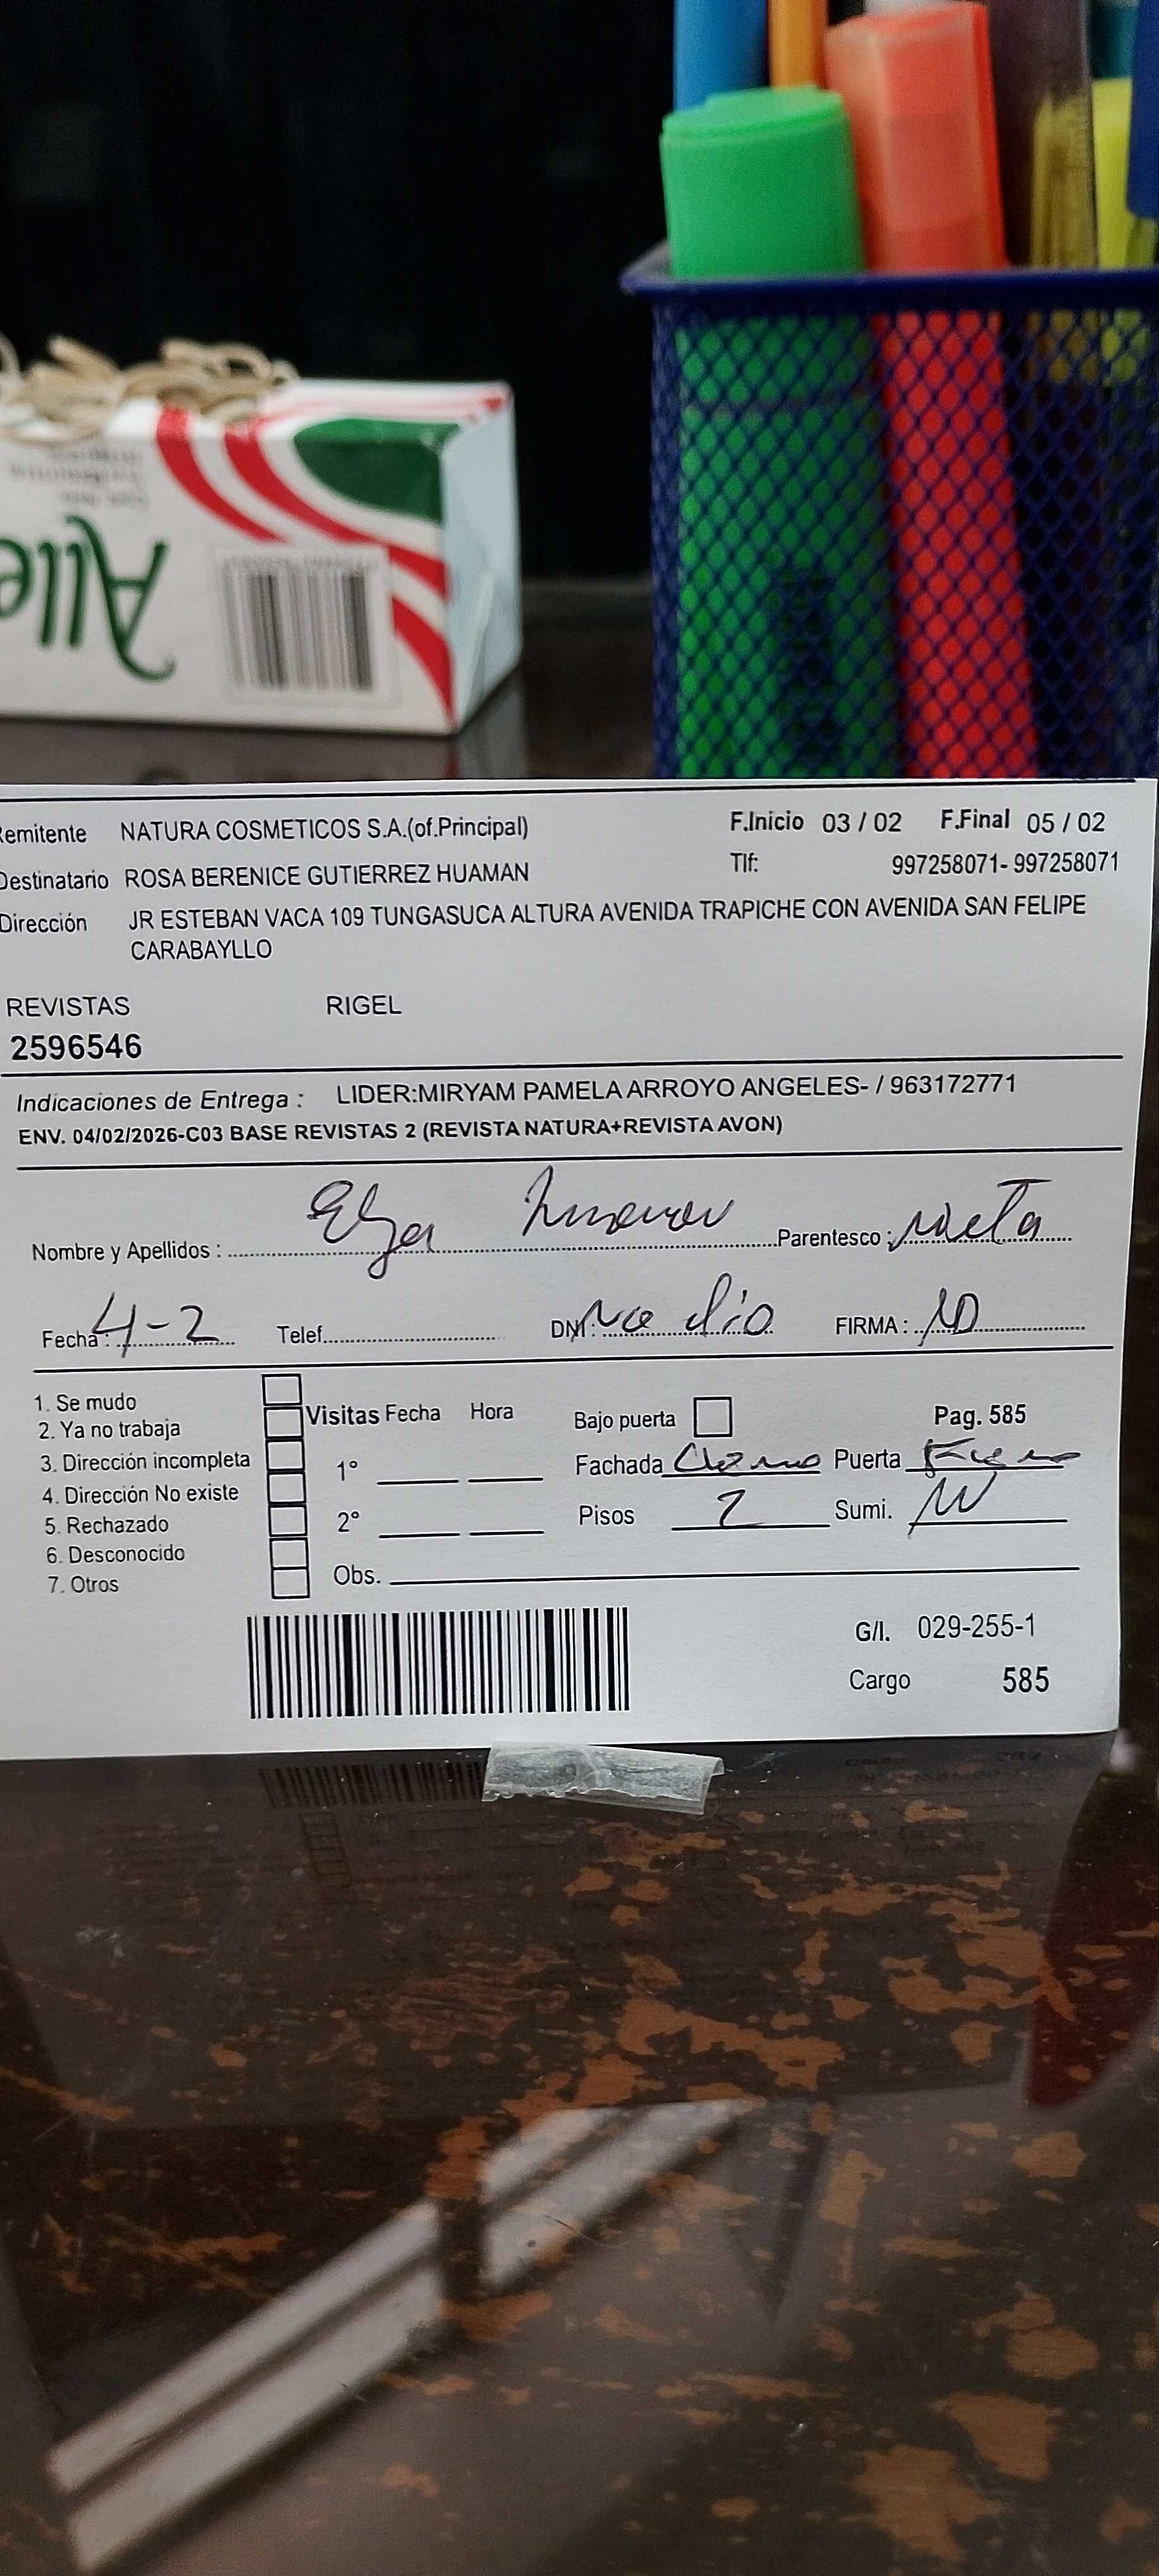 Alle
Remitente NATURA COSMETICOS S.A.(of.Principal) F.Inicio 03 / 02 F.Final 05 / 02
Destinatario ROSA BERENICE GUTIERREZ HUAMAN Tlf: 997258071- 997258071
Dirección JR ESTEBAN VACA 109 TUNGASUCA ALTURA AVENIDA TRAPICHE CON AVENIDA SAN FELIPE
CARABAYLLO
REVISTAS RIGEL
2596546
Indicaciones de Entrega : LIDER:MIRYAM PAMELA ARROYO ANGELES- / 963172771
ENV. 04/02/2026-C03 BASE REVISTAS 2 (REVISTA NATURA+REVISTA AVON)
Nombre y Apellidos : Parentesco : nieta
Fecha : 4-2 Telef. DNI: No dio FIRMA : ND
1. Se mudo
2. Ya no trabaja
3. Dirección incompleta
4. Dirección No existe
5. Rechazado
6. Desconocido
7. Otros
Visitas Fecha Hora
1°
2°
Obs.
Bajo puerta Pag. 585
Fachada Puerta
Pisos 2 Sumi.
G/l. 029-255-1
Cargo 585